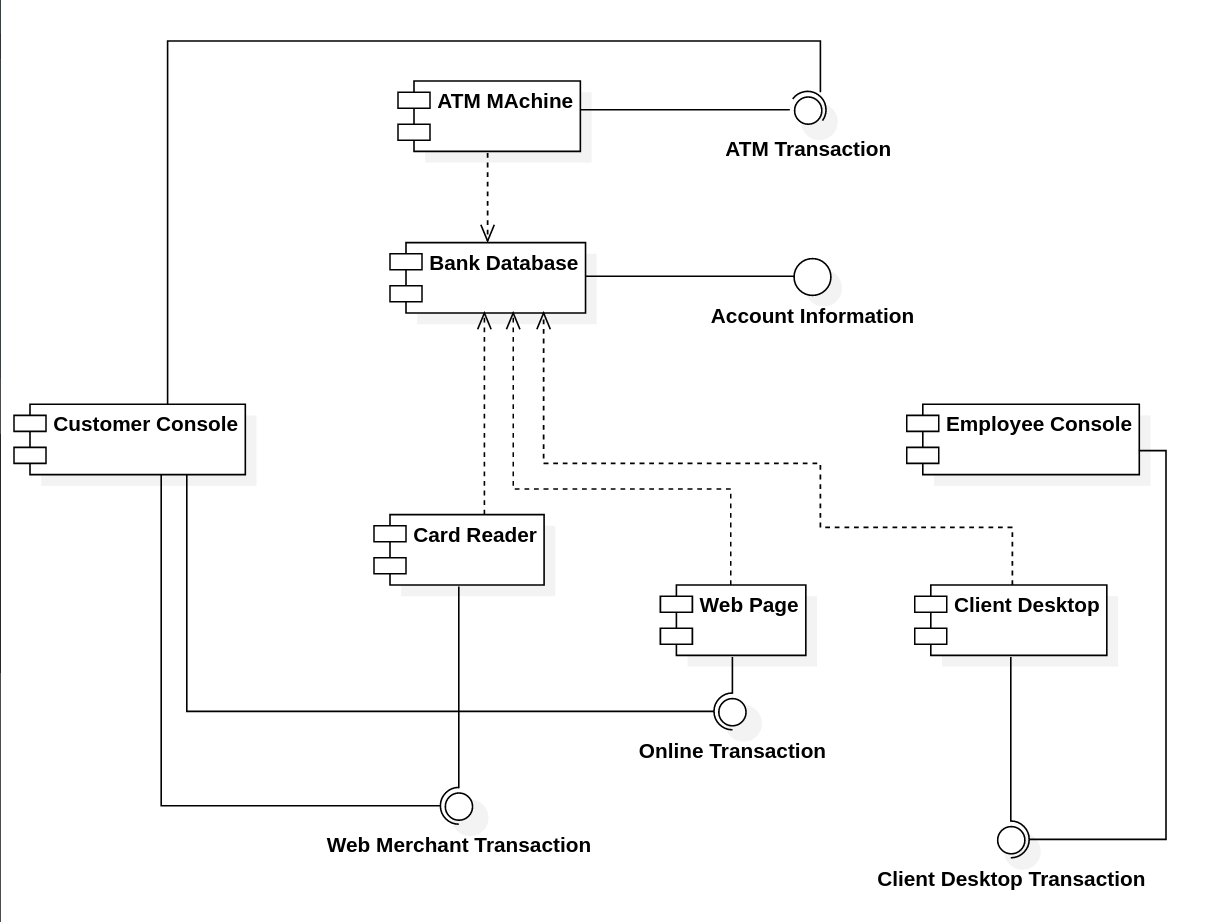 ATM MAchine
ATM Transaction
Bank Database
Account Information
Customer Console
Employee Console
Card Reader
Web Page
Client Desktop
Online Transaction
Web Merchant Transaction
Client Desktop Transaction